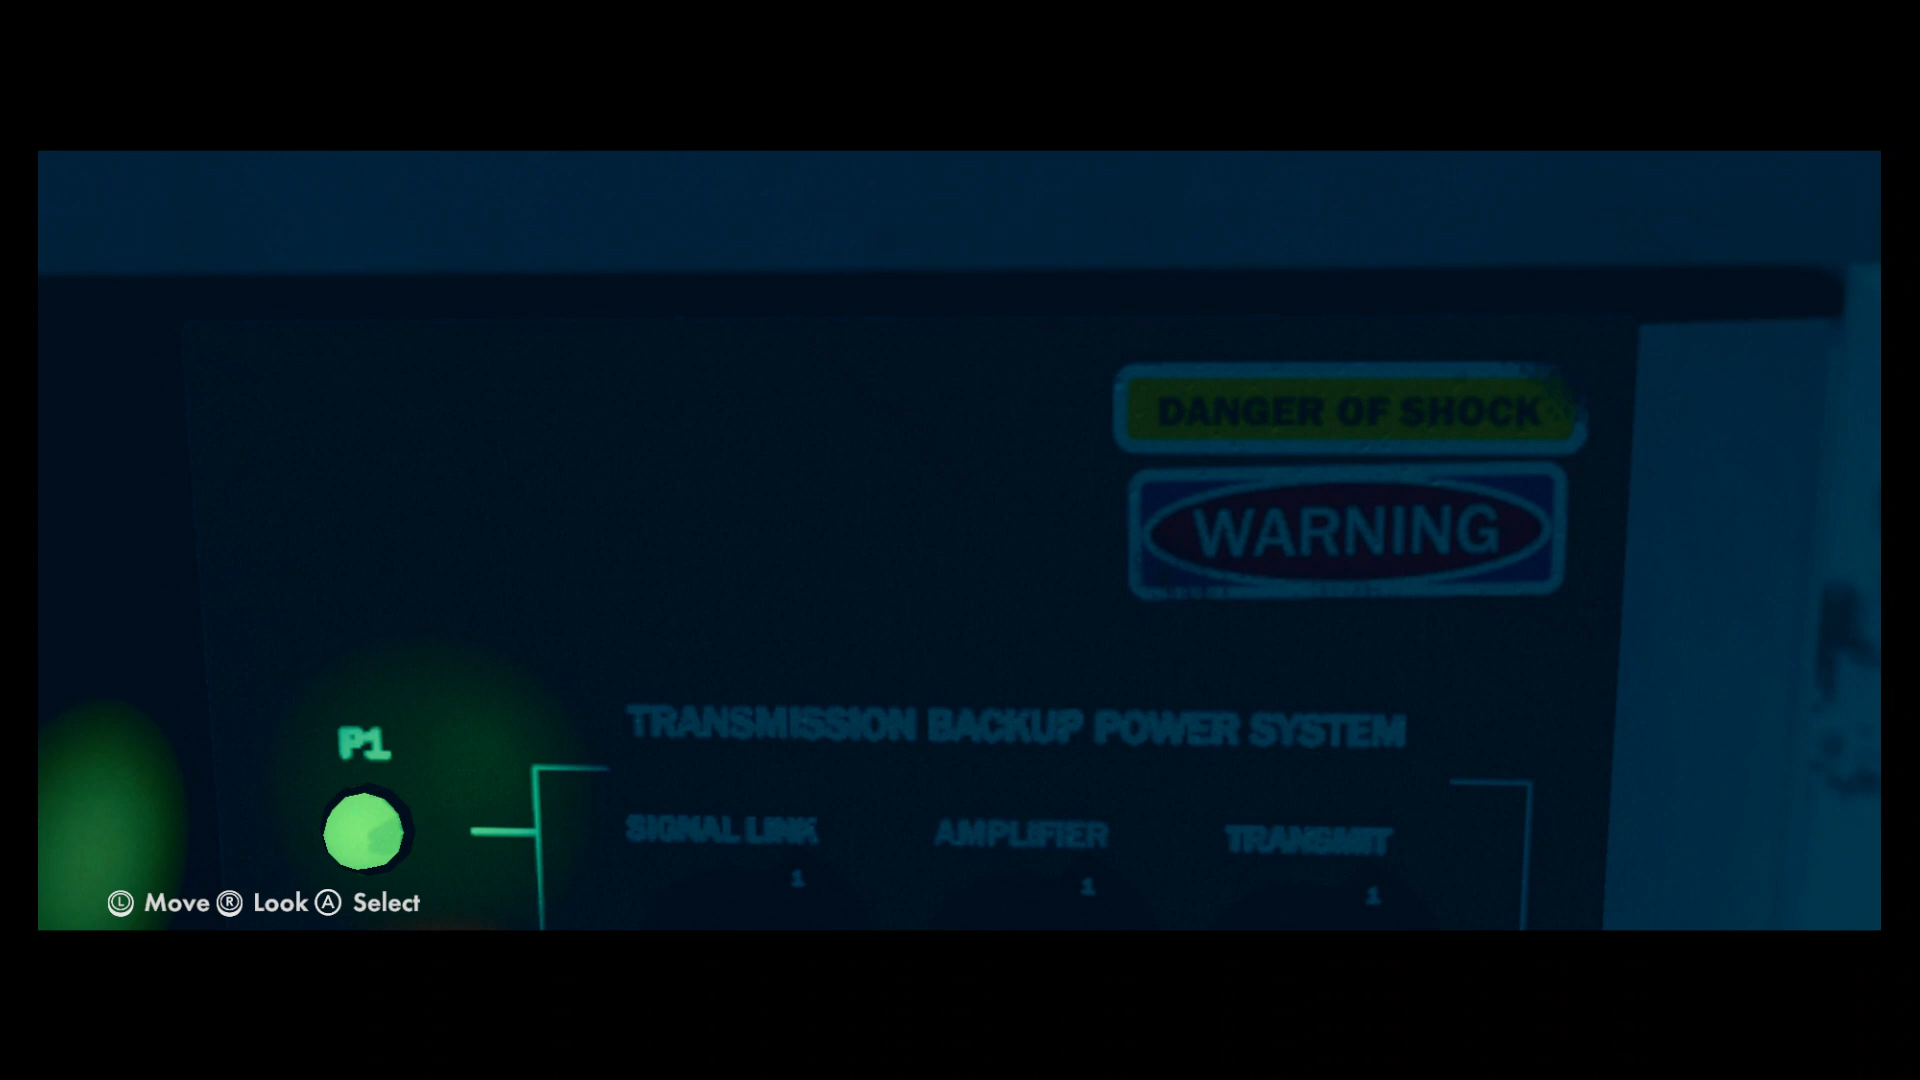 DANGER OF SHOCK
WARNING
TRANSMISSION BACKUP POWER SYSTEM
P1
SIGNAL LINK AMPLIFIER TRANSMIT
1 1 1
L Move R Look A Select